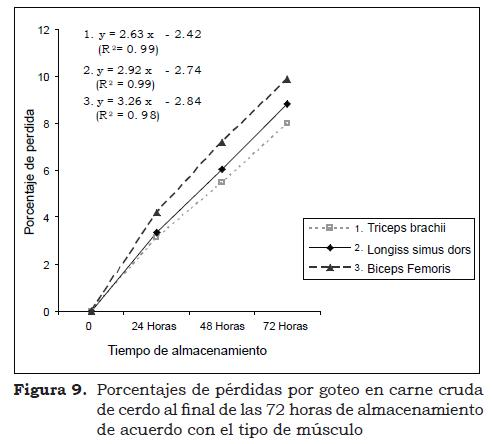 12
10
8
6
4
2
0
Porcentaje de perdida
1. y = 2.63 x - 2.42
(R²= 0. 99)
2. y = 2.92 x - 2.74
(R² = 0.99)
3. y = 3.26 x - 2.84
(R² = 0. 98)
1. Triceps brachii
2. Longiss simus dors
3. Biceps Femoris
0 24 Horas 48 Horas 72 Horas
Tiempo de almacenamiento
Figura 9. Porcentajes de pérdidas por goteo en carne cruda
de cerdo al final de las 72 horas de almacenamiento
de acuerdo con el tipo de músculo